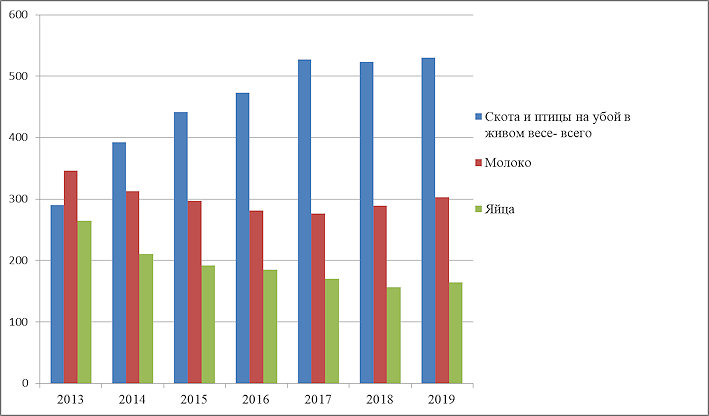 600
500
400
300
200
100
0
2013 2014 2015 2016 2017 2018 2019
Скота и птицы на убой в
живом весе- всего
Молоко
Яйца